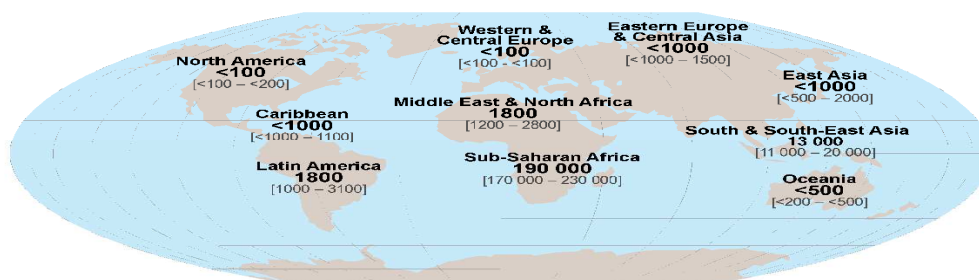 Western &
Central Europe
<100
[<100 - <100]
Eastern Europe
& Central Asia
<1000
[<1000 – 1500]
North America
<100
[<100 – <200]
East Asia
<1000
[<500 – 2000]
Middle East & North Africa
1800
[1200 – 2800]
Caribbean
<1000
[<1000 – 1100]
South & South-East Asia
13 000
[11 000 – 20 000]
Sub-Saharan Africa
190 000
[170 000 – 230 000]
Latin America
1800
[1000 – 3100]
Oceania
<500
[<200 – <500]